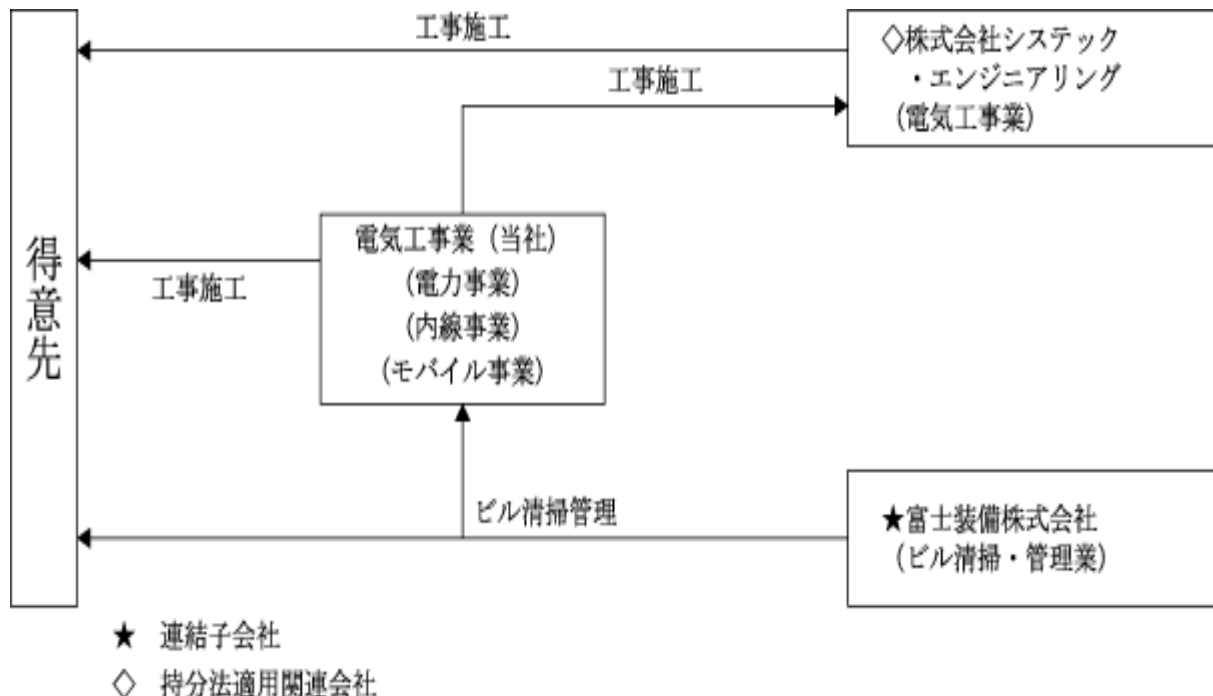 工事施工
◇株式会社システック
・エンジニアリング
(電気工事業)
工事施工
得意先
電気工事業(当社)
(電力事業)
(内線事業)
(モバイル事業)
工事施工
ビル清掃管理
★富士装備株式会社
(ビル清掃・管理業)
★ 連結子会社
◇ 持分法適用関連会社